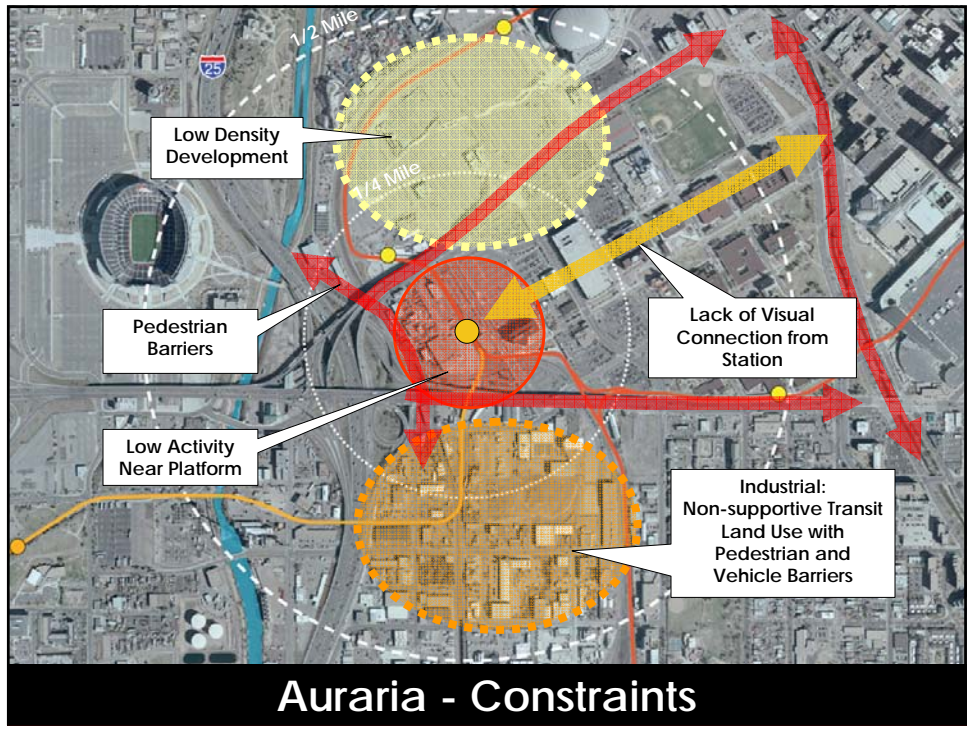 1/2 Mile
25
Low Density
Development
1/4 Mile
Pedestrian
Barriers
Lack of Visual
Connection from
Station
Low Activity
Near Platform
Industrial:
Non-supportive Transit
Land Use with
Pedestrian and
Vehicle Barriers
Auraria - Constraints